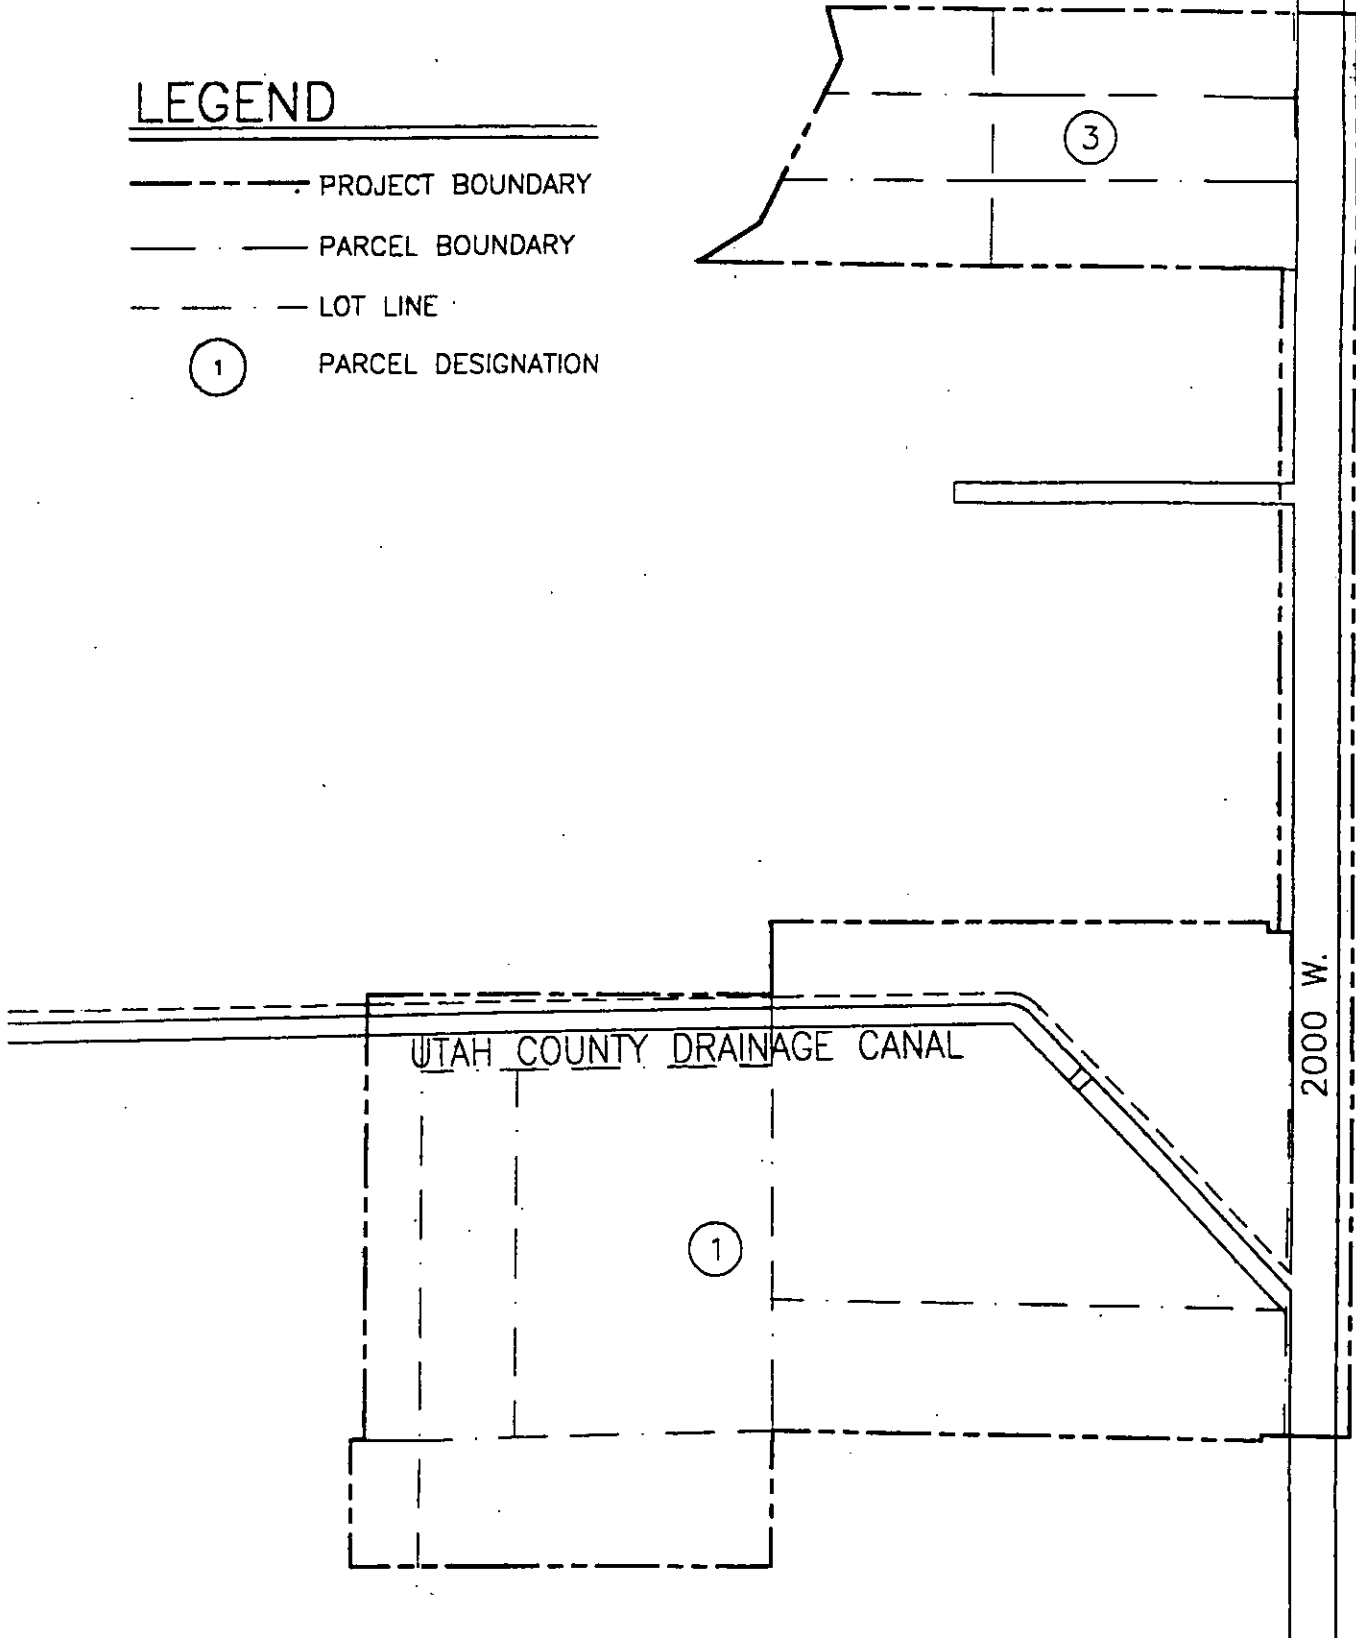 LEGEND
PROJECT BOUNDARY
PARCEL BOUNDARY
LOT LINE
1 PARCEL DESIGNATION
3
2000 W.
UTAH COUNTY DRAINAGE CANAL
1